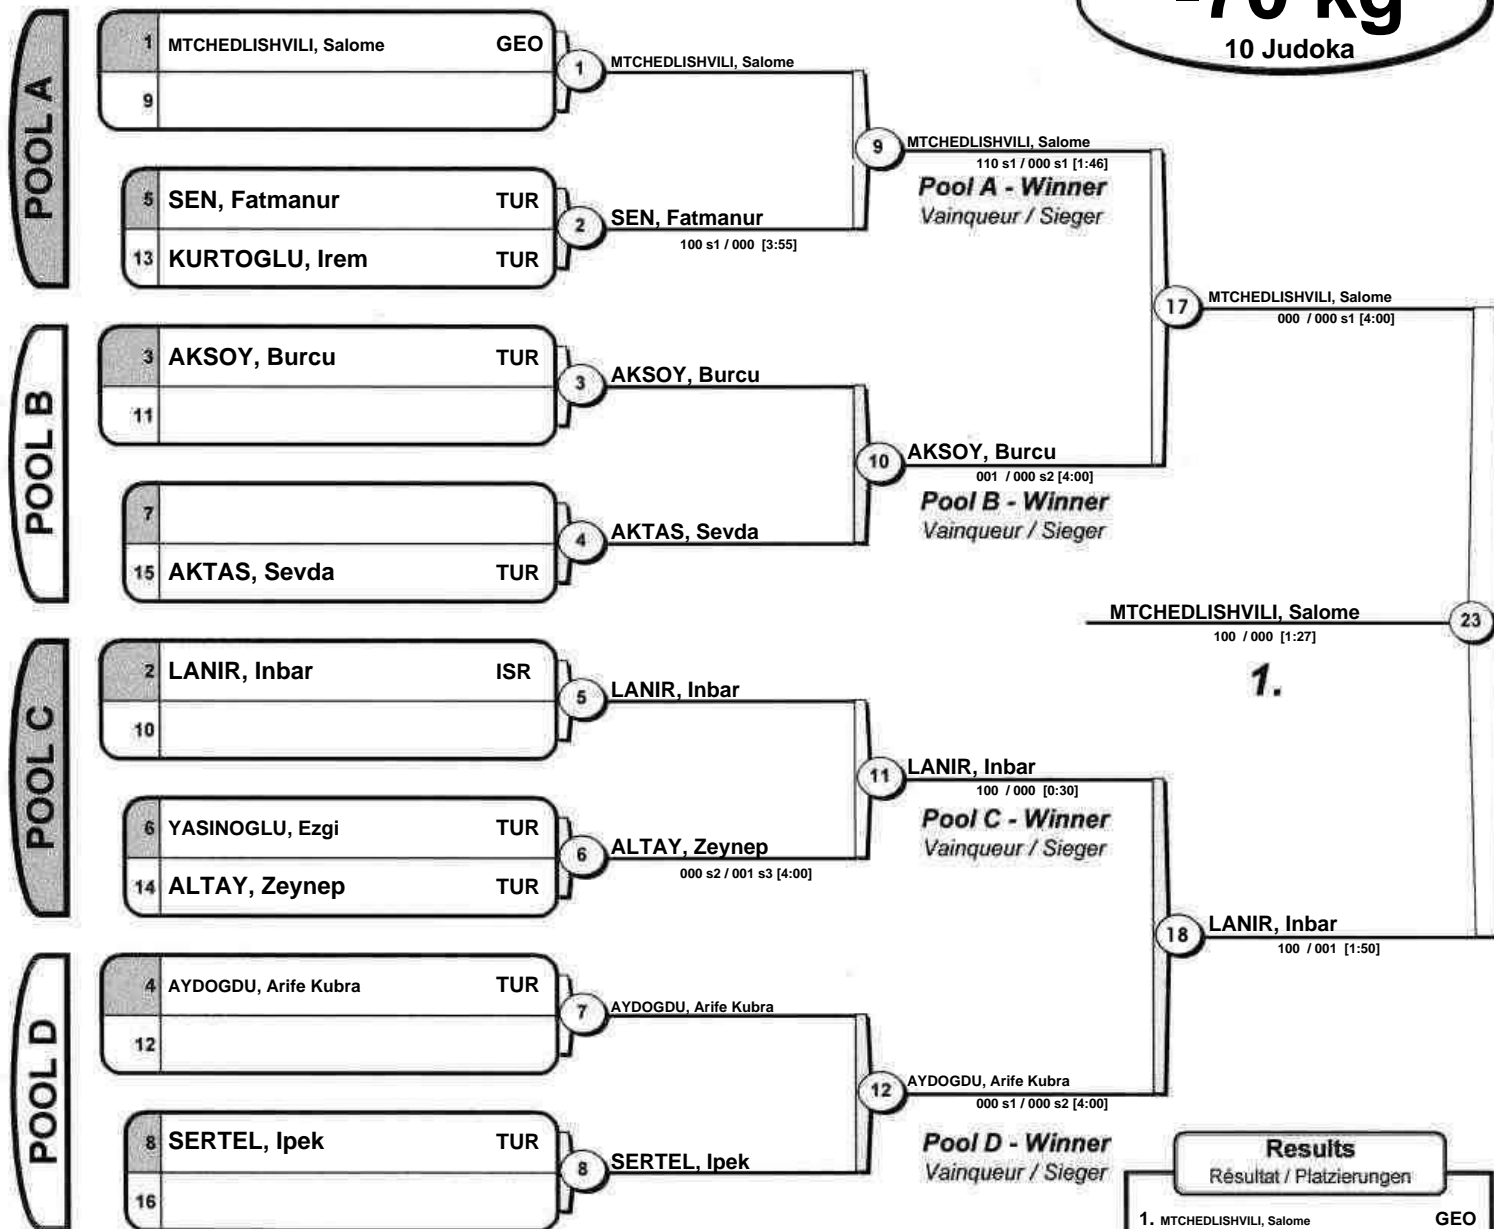 -70 kg
10 Judoka
POOL A
1 MTCHEDLISHVILI, Salome GEO
9
1 MTCHEDLISHVILI, Salome
5 SEN, Fatmanur TUR
13 KURTOGLU, Irem TUR
2 SEN, Fatmanur
100 s1 / 000 [3:55]
9 MTCHEDLISHVILI, Salome
110 s1 / 000 s1 [1:46]
Pool A - Winner
Vainqueur / Sieger
POOL B
3 AKSOY, Burcu TUR
11
3 AKSOY, Burcu
7
15 AKTAS, Sevda TUR
4 AKTAS, Sevda
10 AKSOY, Burcu
001 / 000 s2 [4:00]
Pool B - Winner
Vainqueur / Sieger
17 MTCHEDLISHVILI, Salome
000 / 000 s1 [4:00]
MTCHEDLISHVILI, Salome 23
100 / 000 [1:27]
1.
POOL C
2 LANIR, Inbar ISR
10
5 LANIR, Inbar
6 YASINOGLU, Ezgi TUR
14 ALTAY, Zeynep TUR
6 ALTAY, Zeynep
000 s2 / 001 s3 [4:00]
11 LANIR, Inbar
100 / 000 [0:30]
Pool C - Winner
Vainqueur / Sieger
18 LANIR, Inbar
100 / 001 [1:50]
POOL D
4 AYDOGDU, Arife Kubra TUR
12
7 AYDOGDU, Arife Kubra
8 SERTEL, Ipek TUR
16
8 SERTEL, Ipek
12 AYDOGDU, Arife Kubra
000 s1 / 000 s2 [4:00]
Pool D - Winner
Vainqueur / Sieger
Results
Résultat / Platzierungen
1. MTCHEDLISHVILI, Salome GEO